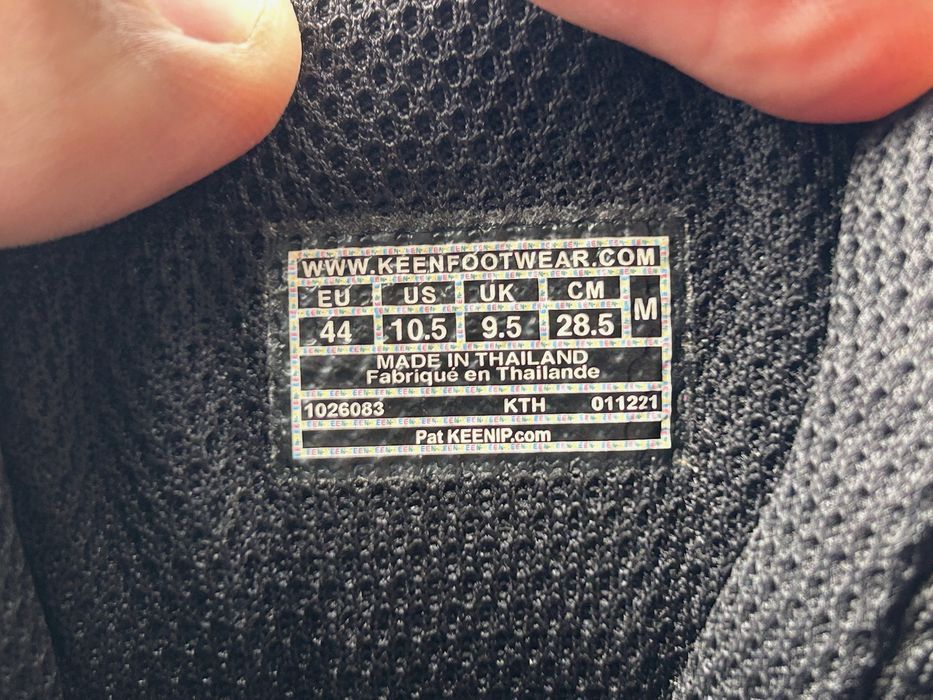 WWW.KEENFOOTWEAR.COM
EU US UK CM M
44 10.5 9.5 28.5
MADE IN THAILAND
Fabriqué en Thaïlande
1026083 KTH 011221
Pat KEENIP.com